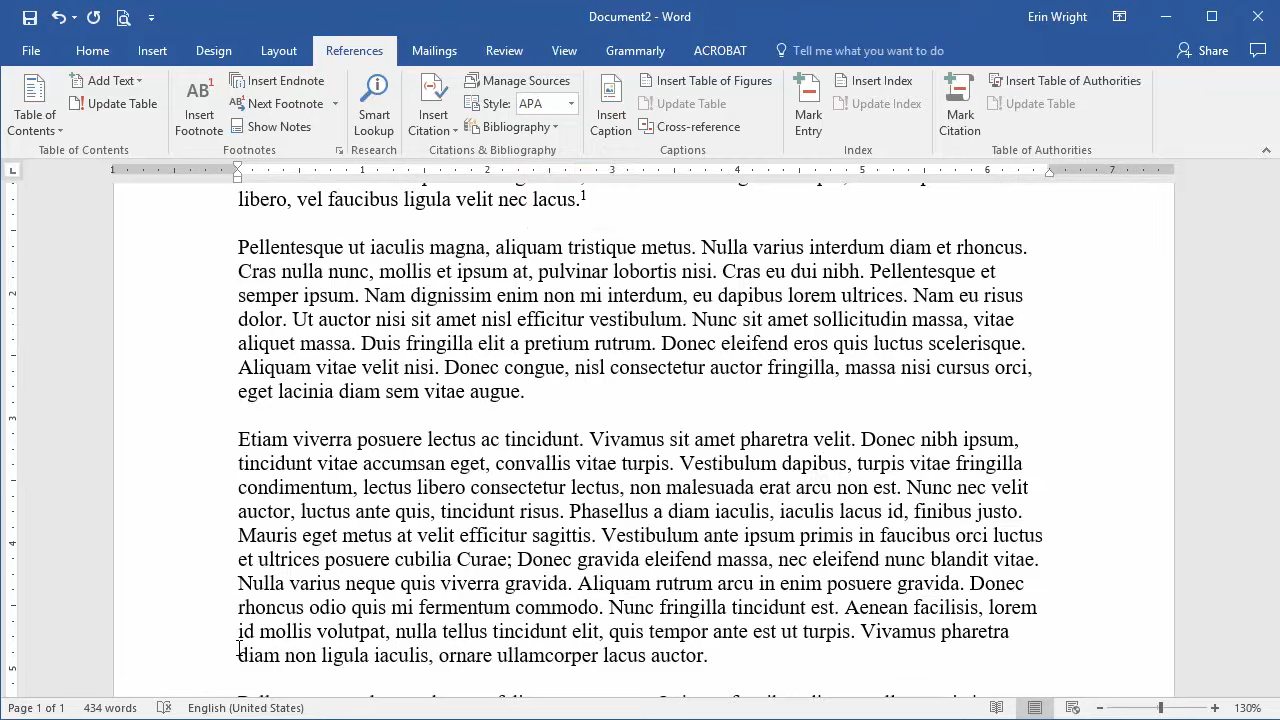 Document2 - Word
Erin Wright
File Home Insert Design Layout References Mailings Review View Grammarly ACROBAT Tell me what you want to do Share
Table of Contents
Add Text
Update Table
Table of Contents
AB1
Insert Footnote
Insert Endnote
Next Footnote
Show Notes
Footnotes
Smart Lookup
Research
Insert Citation
Manage Sources
Style: APA
Bibliography
Citations & Bibliography
Insert Caption
Insert Table of Figures
Update Table
Cross-reference
Captions
Mark Entry
Insert Index
Update Index
Index
Mark Citation
Insert Table of Authorities
Update Table
Table of Authorities
1 1 2 3 4 5 6 7
libero, vel faucibus ligula velit nec lacus.¹
Pellentesque ut iaculis magna, aliquam tristique metus. Nulla varius interdum diam et rhoncus.
Cras nulla nunc, mollis et ipsum at, pulvinar lobortis nisi. Cras eu dui nibh. Pellentesque et
semper ipsum. Nam dignissim enim non mi interdum, eu dapibus lorem ultrices. Nam eu risus
dolor. Ut auctor nisi sit amet nisl efficitur vestibulum. Nunc sit amet sollicitudin massa, vitae
aliquet massa. Duis fringilla elit a pretium rutrum. Donec eleifend eros quis luctus scelerisque.
Aliquam vitae velit nisi. Donec congue, nisl consectetur auctor fringilla, massa nisi cursus orci,
eget lacinia diam sem vitae augue.
Etiam viverra posuere lectus ac tincidunt. Vivamus sit amet pharetra velit. Donec nibh ipsum,
tincidunt vitae accumsan eget, convallis vitae turpis. Vestibulum dapibus, turpis vitae fringilla
condimentum, lectus libero consectetur lectus, non malesuada erat arcu non est. Nunc nec velit
auctor, luctus ante quis, tincidunt risus. Phasellus a diam iaculis, iaculis lacus id, finibus justo.
Mauris eget metus at velit efficitur sagittis. Vestibulum ante ipsum primis in faucibus orci luctus
et ultrices posuere cubilia Curae; Donec gravida eleifend massa, nec eleifend nunc blandit vitae.
Nulla varius neque quis viverra gravida. Aliquam rutrum arcu in enim posuere gravida. Donec
rhoncus odio quis mi fermentum commodo. Nunc fringilla tincidunt est. Aenean facilisis, lorem
id mollis volutpat, nulla tellus tincidunt elit, quis tempor ante est ut turpis. Vivamus pharetra
diam non ligula iaculis, ornare ullamcorper lacus auctor.
2
3
4
5
Page 1 of 1 434 words English (United States) 130%